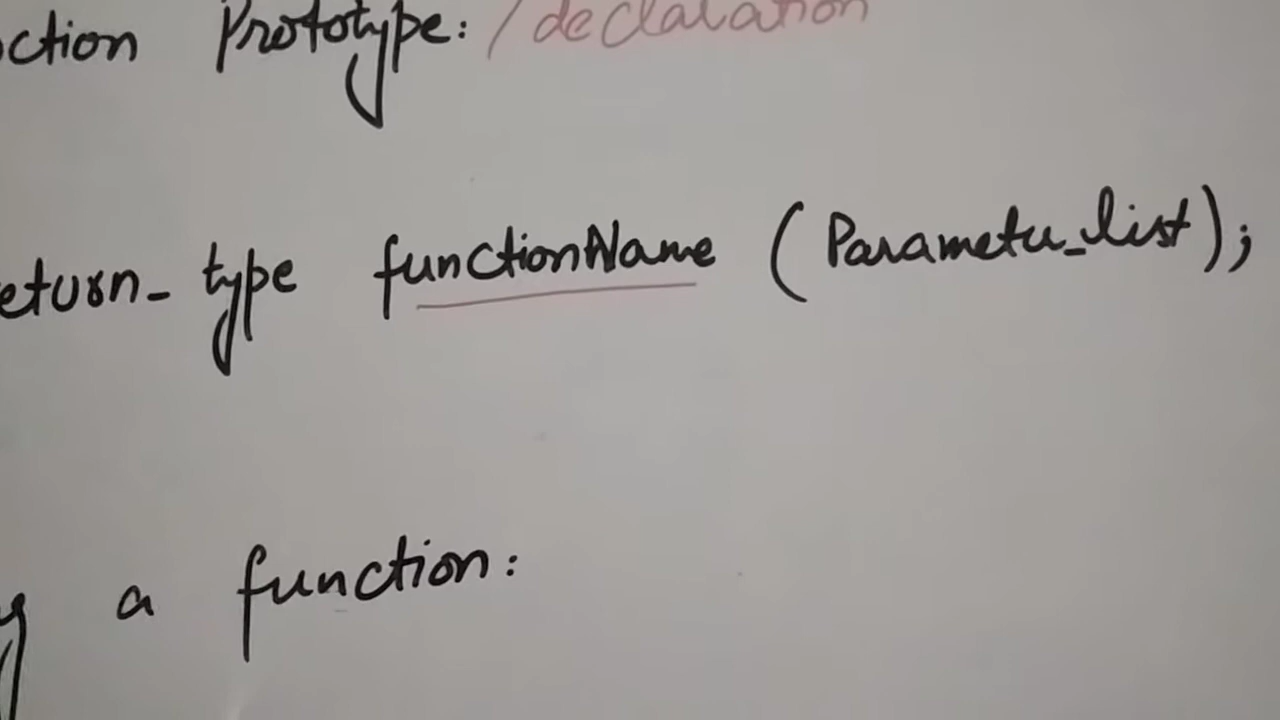 ction Prototype: /declaration
eturn_type functionName (Parameter_list);
y a function: